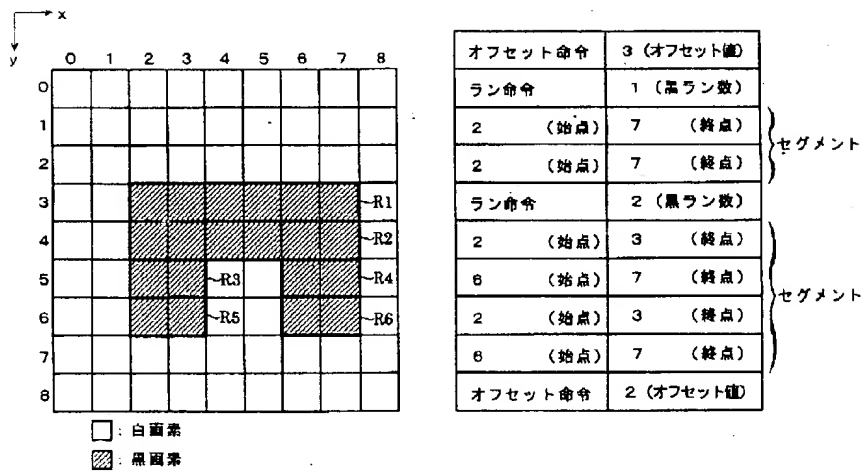 x
y
0 1 2 3 4 5 6 7 8
0
1
2
3
4
5
6
7
8
R1
R2
R3
R4
R5
R6
:白画素
:黒画素
オフセット命令 3 (オフセット値)
ラン命令 1 (黒ラン数)
2 (始点) 7 (終点)
2 (始点) 7 (終点)
セグメント
ラン命令 2 (黒ラン数)
2 (始点) 3 (終点)
6 (始点) 7 (終点)
2 (始点) 3 (終点)
6 (始点) 7 (終点)
セグメント
オフセット命令 2 (オフセット値)